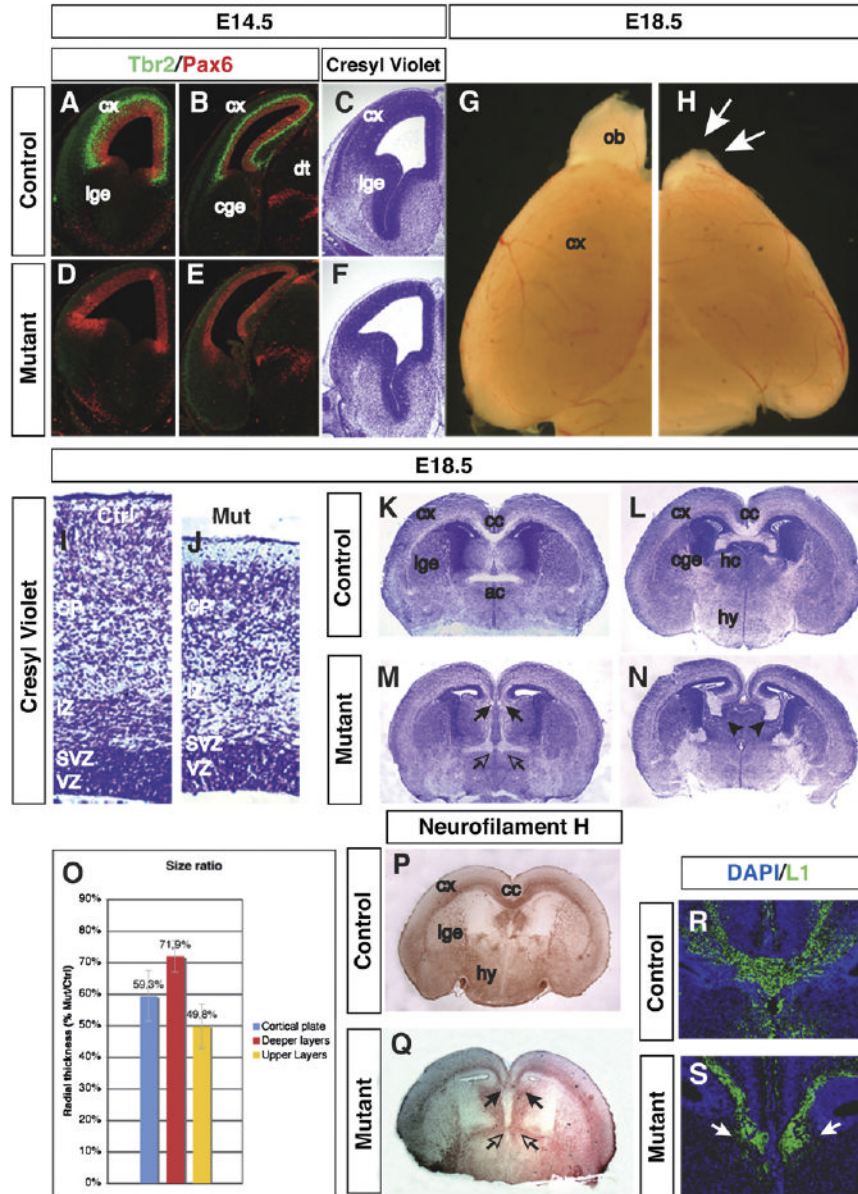 E14.5
E18.5
Tbr2/Pax6
Cresyl Violet
Control
A
cx
lge
B
cx
dt
cge
C
cx
lge
G
ob
cx
H
Mutant
D
E
F
E18.5
Cresyl Violet
Ctrl
I
CP
IZ
SVZ
VZ
Mut
J
CP
IZ
SVZ
VZ
Control
K
cx
cc
lge
ac
L
cx
cc
cge
hc
hy
Mutant
M
N
O
Size ratio
Radial thickness (% Mut/Ctrl)
90%
80%
70%
60%
50%
40%
30%
20%
10%
0%
59,3%
71,9%
49,8%
Cortical plate
Deeper layers
Upper Layers
Neurofilament H
Control
P
cx
cc
lge
hy
Mutant
Q
DAPI/L1
Control
R
Mutant
S